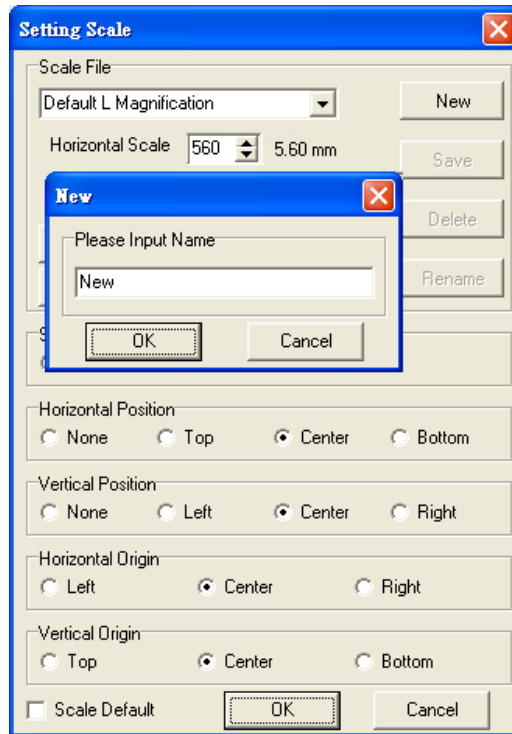 Setting Scale
Scale File
Default L Magnification
New
Horizontal Scale 560 5.60 mm
Save
New
Delete
Please Input Name
New
Rename
OK Cancel
S
Horizontal Position
None Top Center Bottom
Vertical Position
None Left Center Right
Horizontal Origin
Left Center Right
Vertical Origin
Top Center Bottom
Scale Default OK Cancel